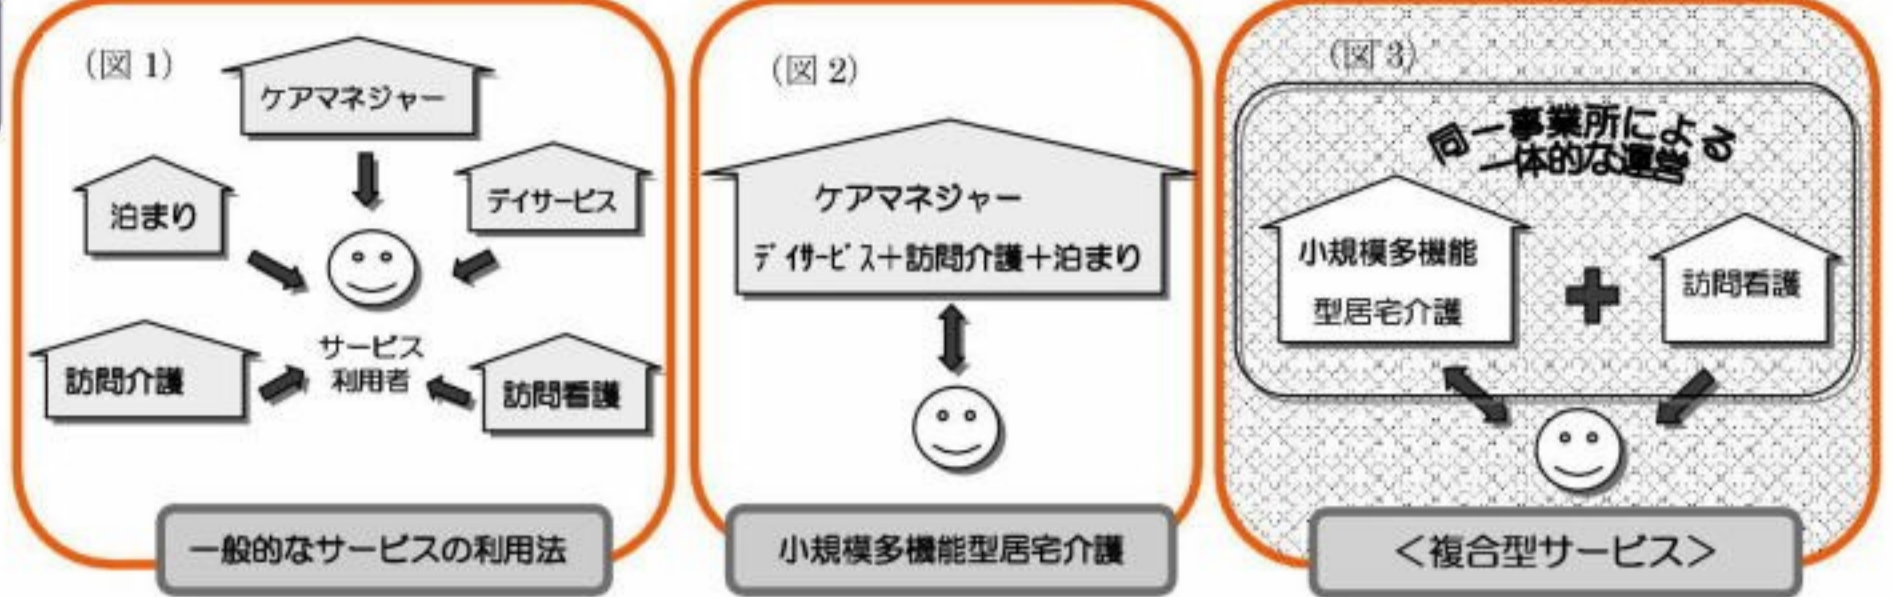 (図 1)
ケアマネジャー
泊まり
デイサービス
サービス
利用者
訪問介護
訪問看護
一般的なサービスの利用法
(図 2)
ケアマネジャー
ﾃﾞｲｻｰﾋﾞｽ+訪問介護+泊まり
小規模多機能型居宅介護
(図 3)
同一事業所による
一体的な運営
小規模多機能
型居宅介護
訪問看護
＜複合型サービス＞